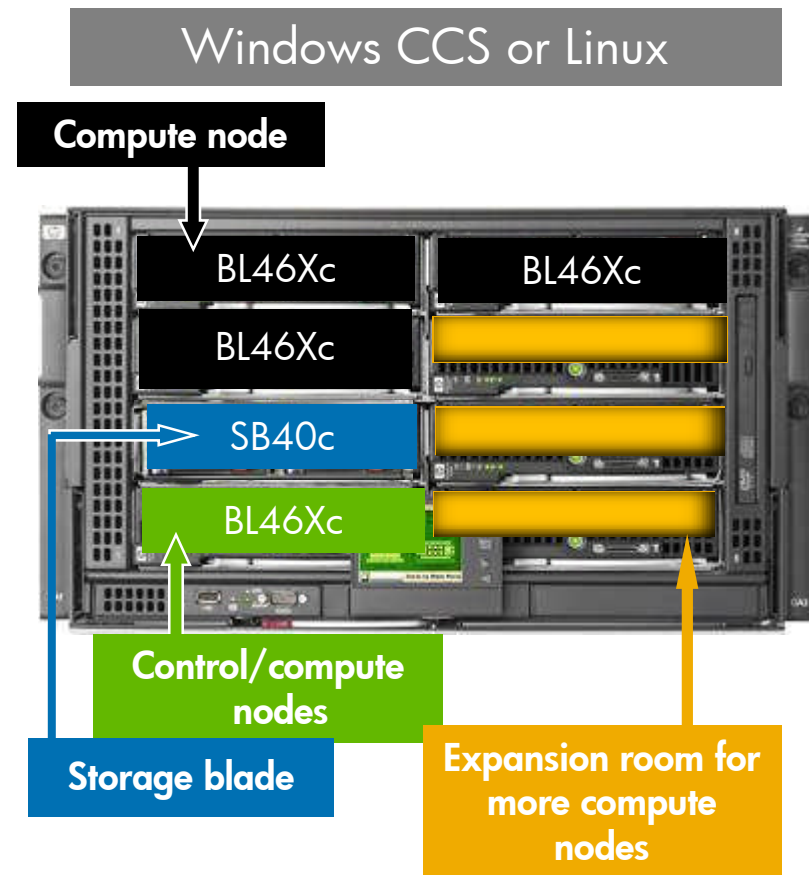 Windows CCS or Linux
Compute node
BL46Xc
BL46Xc
BL46Xc
SB40c
BL46Xc
Control/compute
nodes
Storage blade
Expansion room for
more compute
nodes